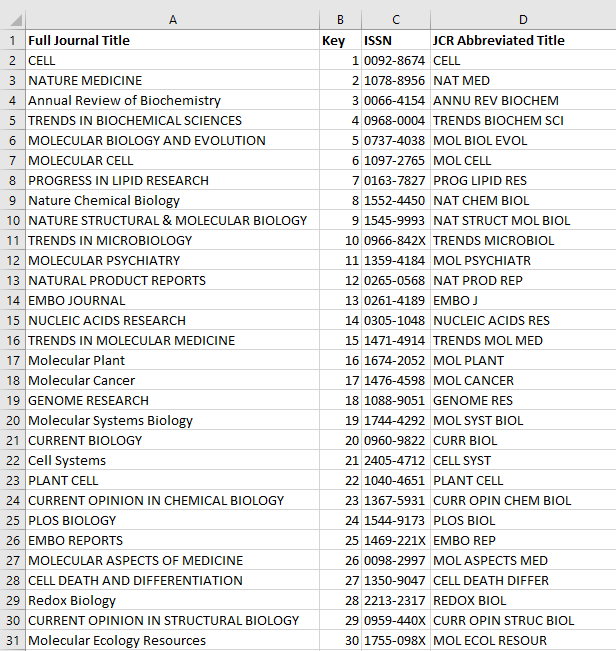 A B C D
1 Full Journal Title Key ISSN JCR Abbreviated Title
2 CELL 1 0092-8674 CELL
3 NATURE MEDICINE 2 1078-8956 NAT MED
4 Annual Review of Biochemistry 3 0066-4154 ANNU REV BIOCHEM
5 TRENDS IN BIOCHEMICAL SCIENCES 4 0968-0004 TRENDS BIOCHEM SCI
6 MOLECULAR BIOLOGY AND EVOLUTION 5 0737-4038 MOL BIOL EVOL
7 MOLECULAR CELL 6 1097-2765 MOL CELL
8 PROGRESS IN LIPID RESEARCH 7 0163-7827 PROG LIPID RES
9 Nature Chemical Biology 8 1552-4450 NAT CHEM BIOL
10 NATURE STRUCTURAL & MOLECULAR BIOLOGY 9 1545-9993 NAT STRUCT MOL BIOL
11 TRENDS IN MICROBIOLOGY 10 0966-842X TRENDS MICROBIOL
12 MOLECULAR PSYCHIATRY 11 1359-4184 MOL PSYCHIATR
13 NATURAL PRODUCT REPORTS 12 0265-0568 NAT PROD REP
14 EMBO JOURNAL 13 0261-4189 EMBO J
15 NUCLEIC ACIDS RESEARCH 14 0305-1048 NUCLEIC ACIDS RES
16 TRENDS IN MOLECULAR MEDICINE 15 1471-4914 TRENDS MOL MED
17 Molecular Plant 16 1674-2052 MOL PLANT
18 Molecular Cancer 17 1476-4598 MOL CANCER
19 GENOME RESEARCH 18 1088-9051 GENOME RES
20 Molecular Systems Biology 19 1744-4292 MOL SYST BIOL
21 CURRENT BIOLOGY 20 0960-9822 CURR BIOL
22 Cell Systems 21 2405-4712 CELL SYST
23 PLANT CELL 22 1040-4651 PLANT CELL
24 CURRENT OPINION IN CHEMICAL BIOLOGY 23 1367-5931 CURR OPIN CHEM BIOL
25 PLOS BIOLOGY 24 1544-9173 PLOS BIOL
26 EMBO REPORTS 25 1469-221X EMBO REP
27 MOLECULAR ASPECTS OF MEDICINE 26 0098-2997 MOL ASPECTS MED
28 CELL DEATH AND DIFFERENTIATION 27 1350-9047 CELL DEATH DIFFER
29 Redox Biology 28 2213-2317 REDOX BIOL
30 CURRENT OPINION IN STRUCTURAL BIOLOGY 29 0959-440X CURR OPIN STRUC BIOL
31 Molecular Ecology Resources 30 1755-098X MOL ECOL RESOUR